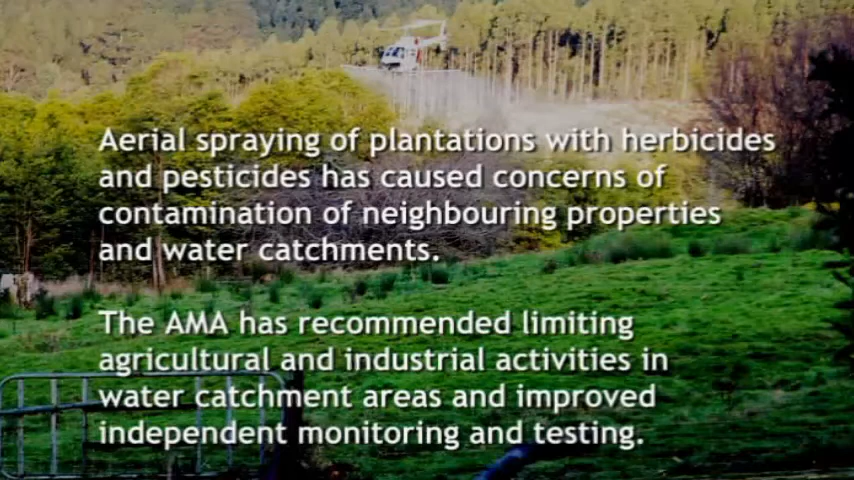 Aerial spraying of plantations with herbicides
and pesticides has caused concerns of
contamination of neighbouring properties
and water catchments.
The AMA has recommended limiting
agricultural and industrial activities in
water catchment areas and improved
independent monitoring and testing.